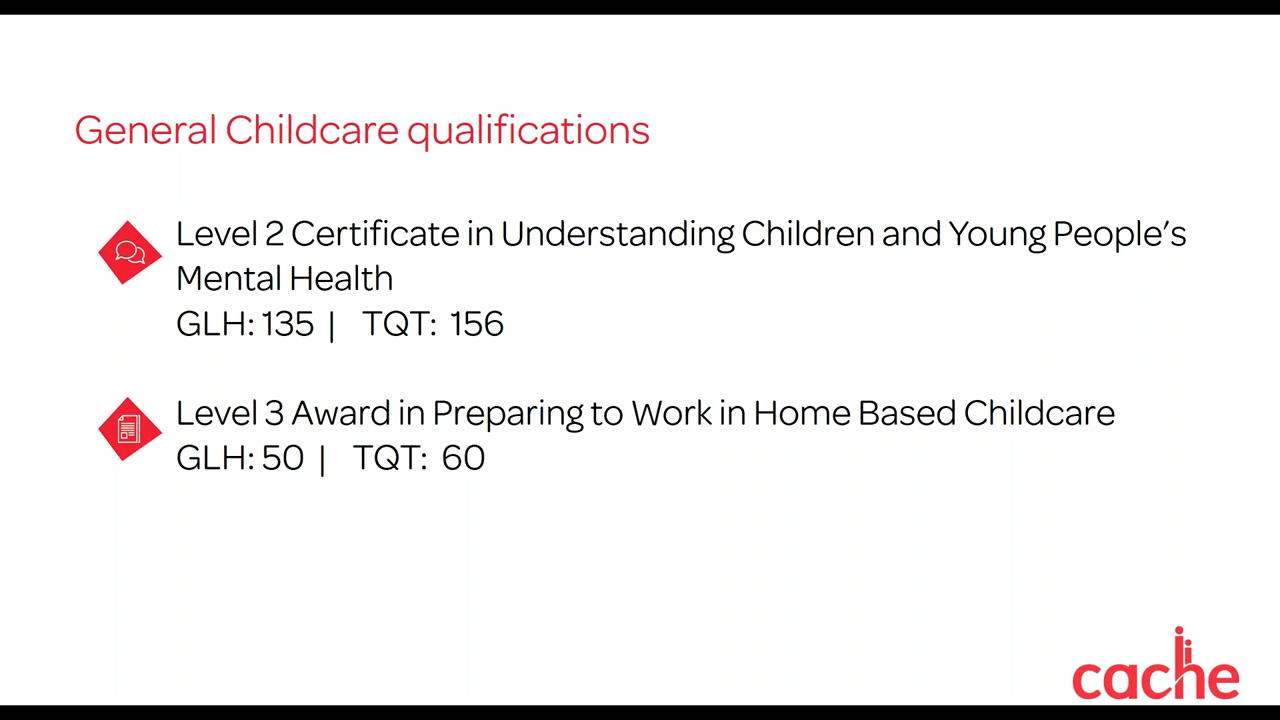 General Childcare qualifications
Level 2 Certificate in Understanding Children and Young People’s
Mental Health
GLH: 135 | TQT: 156
Level 3 Award in Preparing to Work in Home Based Childcare
GLH: 50 | TQT: 60
cache